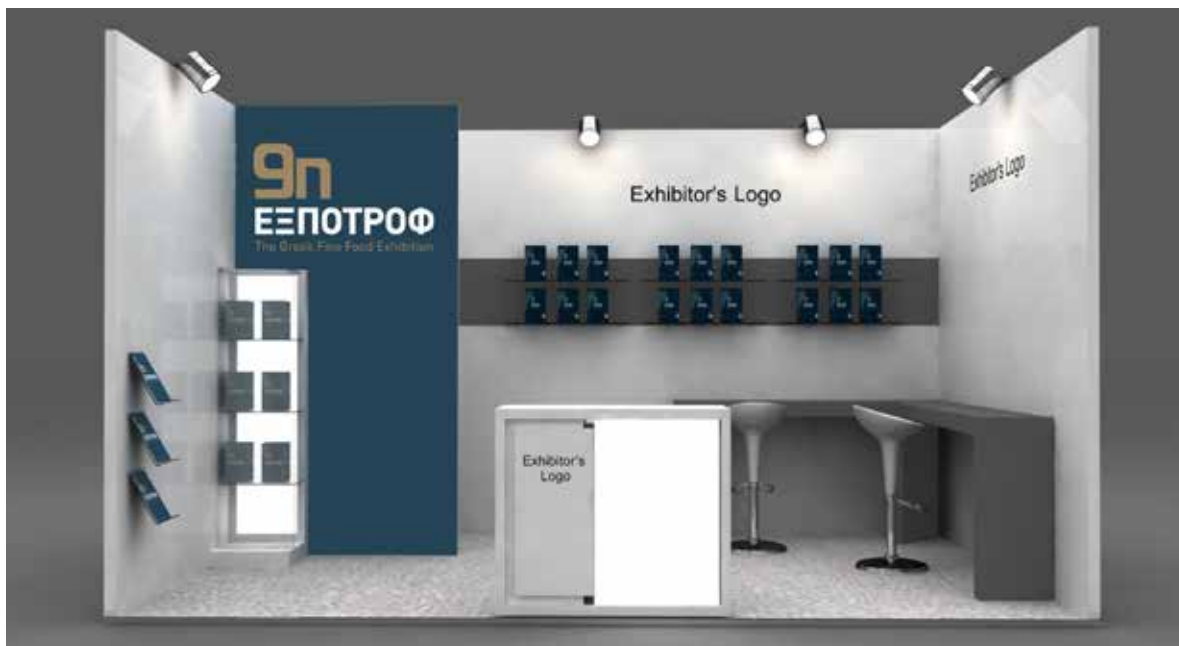 9η
ΕΞΠΟΤΡΟΦ
The Greek Fine Food Exhibition
Exhibitor's Logo
Exhibitor's Logo
Exhibitor's
Logo